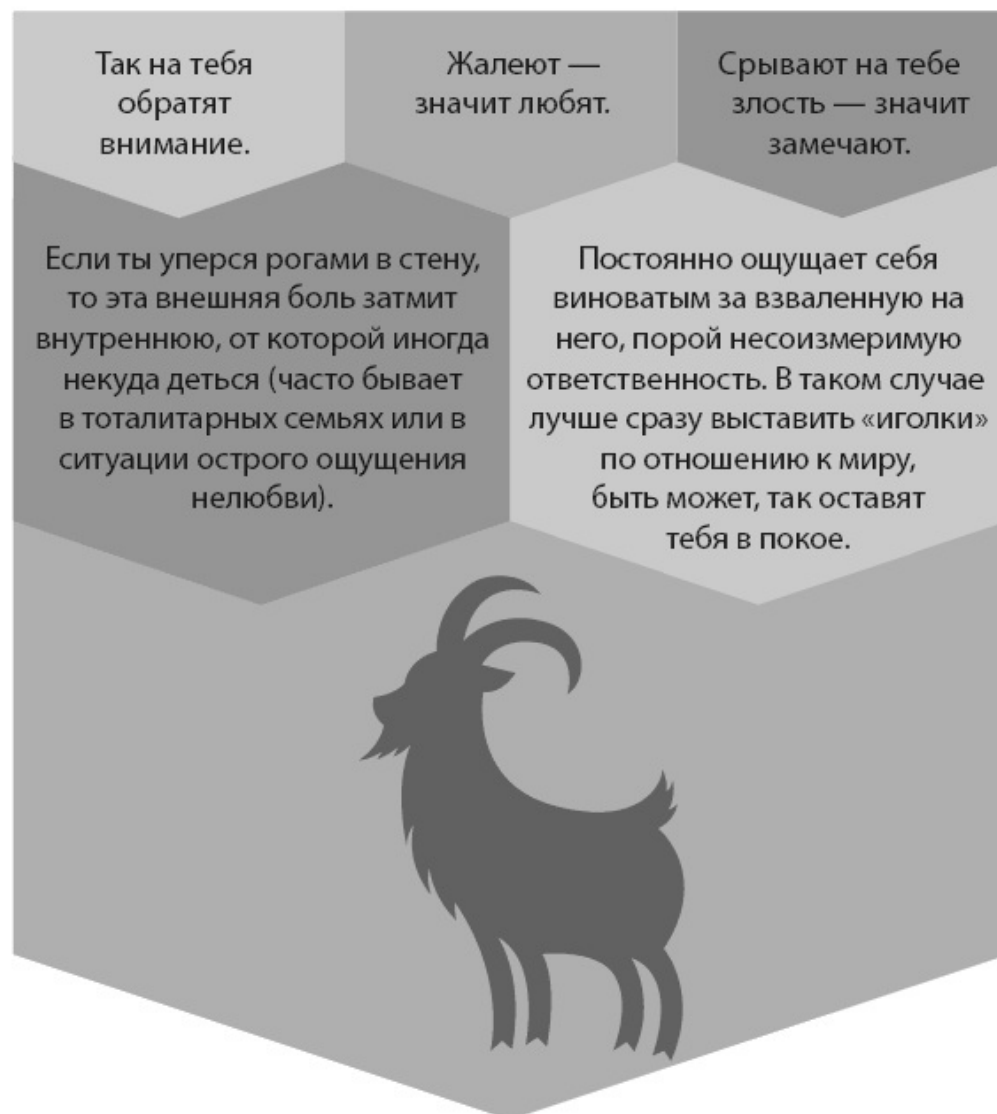 Так на тебя
обратят
внимание.
Жалеют —
значит любят.
Срывают на тебе
злость — значит
замечают.
Если ты уперся рогами в стену,
то эта внешняя боль затмит
внутреннюю, от которой иногда
некуда деться (часто бывает
в тоталитарных семьях или в
ситуации острого ощущения
нелюбви).
Постоянно ощущает себя
виноватым за взваленную на
него, порой несоизмеримую
ответственность. В таком случае
лучше сразу выставить «иголки»
по отношению к миру,
быть может, так оставят
тебя в покое.